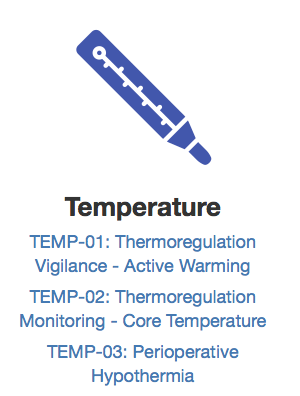 Temperature
TEMP-01: Thermoregulation
Vigilance - Active Warming
TEMP-02: Thermoregulation
Monitoring - Core Temperature
TEMP-03: Perioperative
Hypothermia